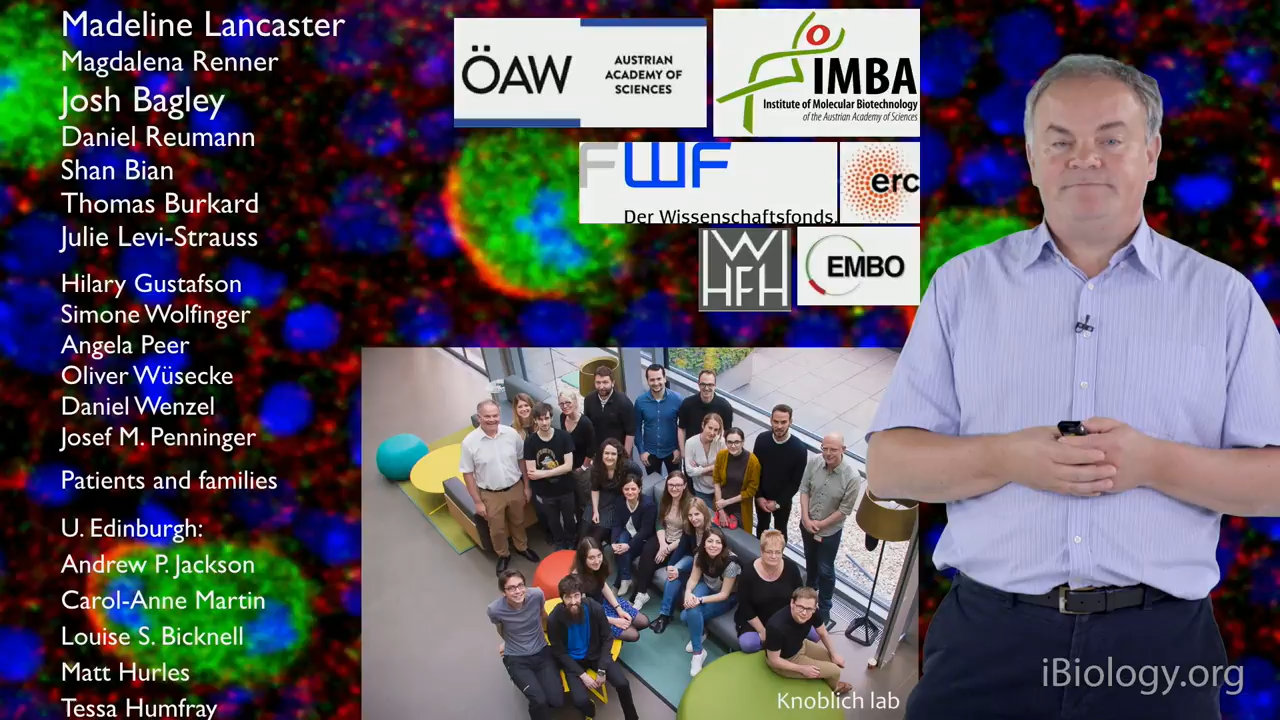 Madeline Lancaster
Magdalena Renner
Josh Bagley
Daniel Reumann
Shan Bian
Thomas Burkard
Julie Levi-Strauss
Hilary Gustafson
Simone Wolfinger
Angela Peer
Oliver Wüsecke
Daniel Wenzel
Josef M. Penninger
Patients and families
U. Edinburgh:
Andrew P. Jackson
Carol-Anne Martin
Louise S. Bicknell
Matt Hurles
Tessa Humfray
ÖAW
AUSTRIAN
ACADEMY OF
SCIENCES
IMBA
Institute of Molecular Biotechnology
of the Austrian Academy of Sciences
FWF
Der Wissenschaftsfonds.
erc
W
HFH
EMBO
Knoblich lab
iBiology.org